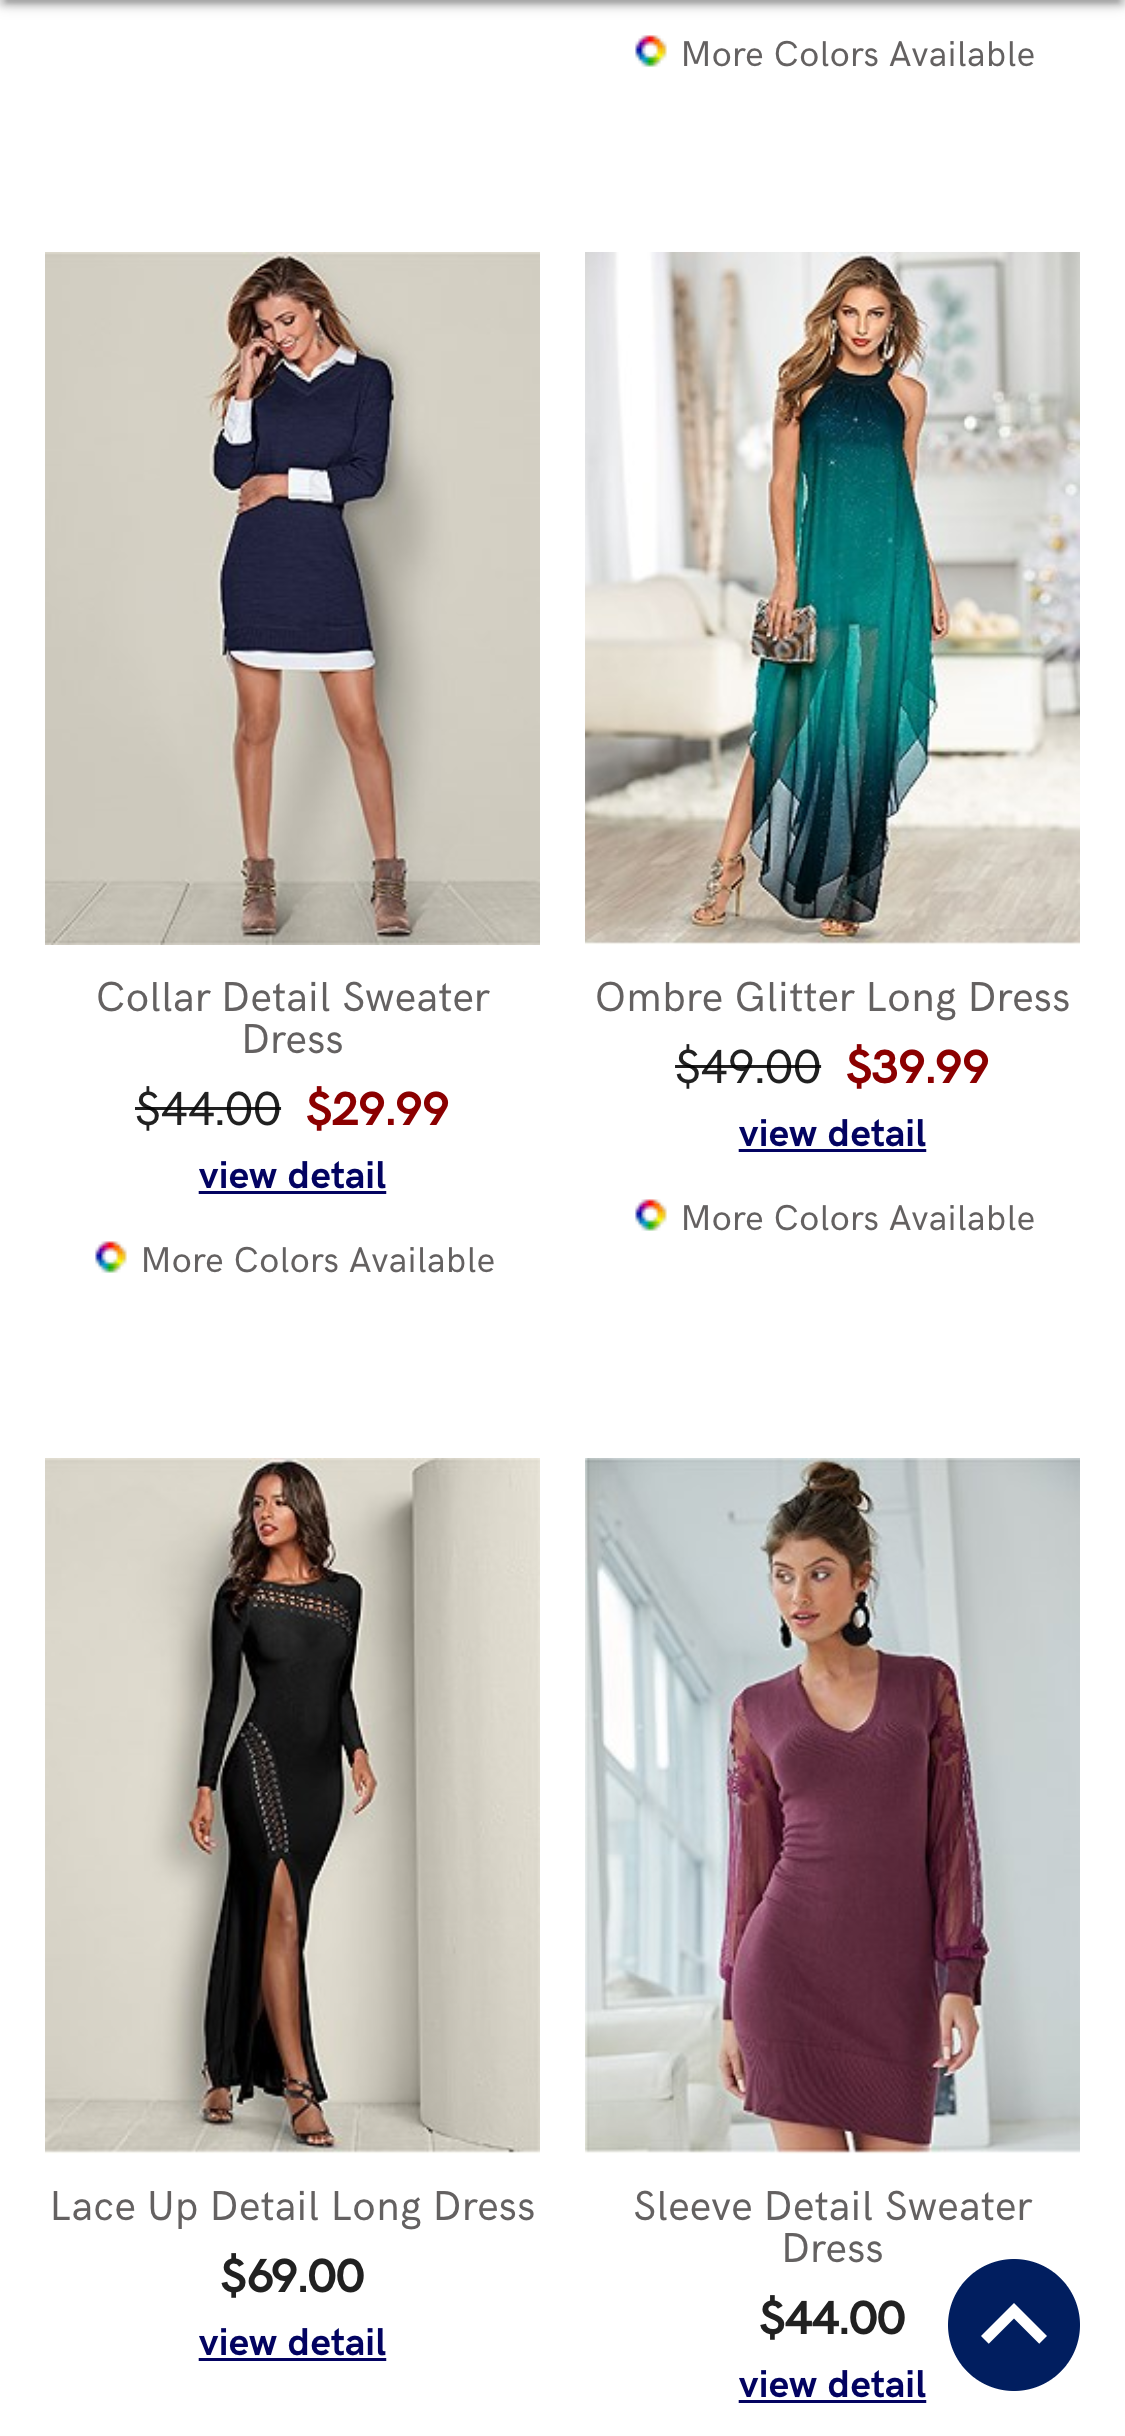 More Colors Available
Collar Detail Sweater
Dress
$44.00 $29.99
view detail
More Colors Available
Ombre Glitter Long Dress
$49.00 $39.99
view detail
More Colors Available
Lace Up Detail Long Dress
$69.00
view detail
Sleeve Detail Sweater
Dress
$44.00
view detail